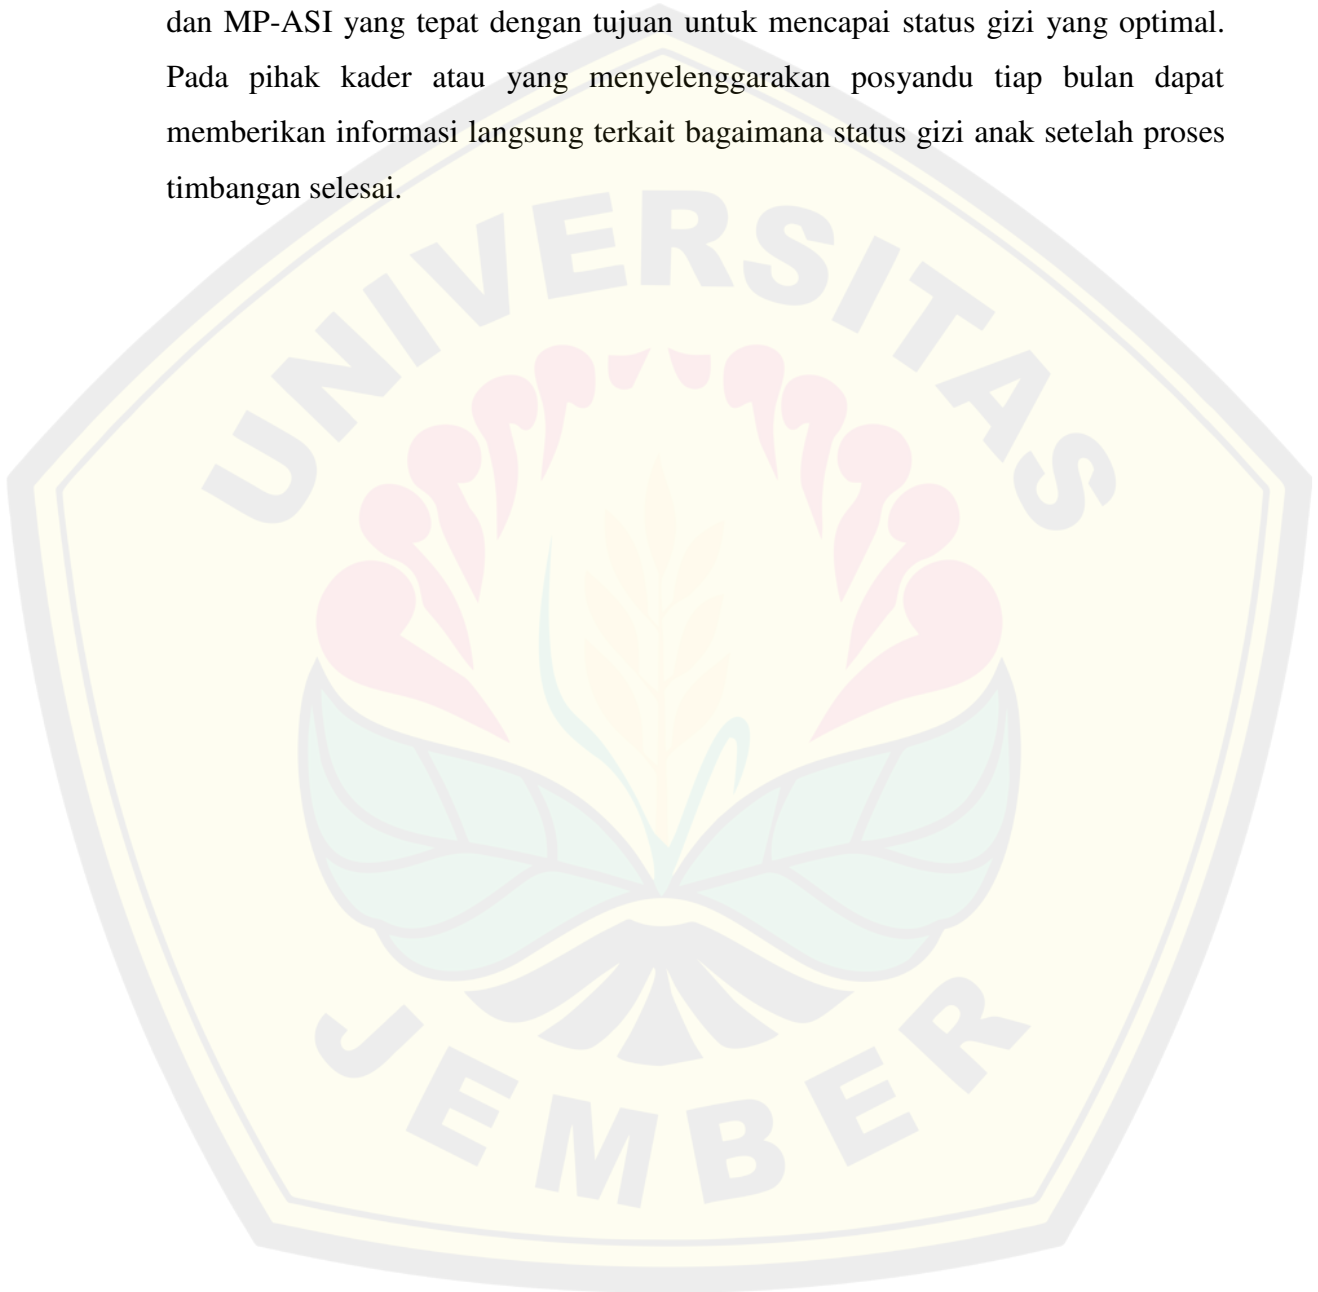 dan MP-ASI yang tepat dengan tujuan untuk mencapai status gizi yang optimal.
Pada pihak kader atau yang menyelenggarakan posyandu tiap bulan dapat
memberikan informasi langsung terkait bagaimana status gizi anak setelah proses
timbangan selesai.
UNIVERSITAS
JEMBER